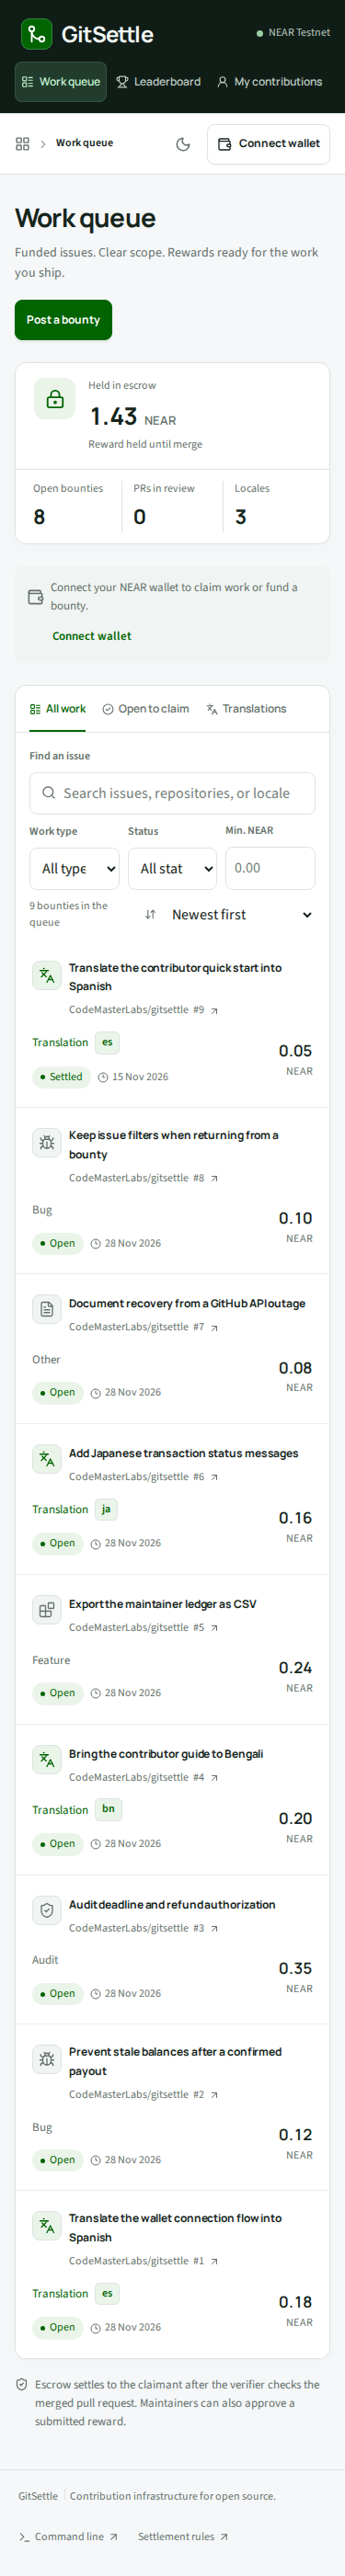 GitSettle
NEAR Testnet
Work queue
Leaderboard
My contributions
Work queue
Connect wallet
Work queue
Funded issues. Clear scope. Rewards ready for the work
you ship.
Post a bounty
Held in escrow
1.43 NEAR
Reward held until merge
Open bounties
PRs in review
Locales
8
0
3
Connect your NEAR wallet to claim work or fund a
bounty.
Connect wallet
All work
Open to claim
Translations
Find an issue
Search issues, repositories, or locale
Work type
Status
Min. NEAR
All type
All stat
0.00
9 bounties in the
queue
Newest first
Translate the contributor quick start into
Spanish
CodeMasterLabs/gitsettle #9
Translation es
0.05
NEAR
Settled
15 Nov 2026
Keep issue filters when returning from a
bounty
CodeMasterLabs/gitsettle #8
Bug
0.10
NEAR
Open
28 Nov 2026
Document recovery from a GitHub API outage
CodeMasterLabs/gitsettle #7
Other
0.08
NEAR
Open
28 Nov 2026
Add Japanese transaction status messages
CodeMasterLabs/gitsettle #6
Translation ja
0.16
NEAR
Open
28 Nov 2026
Export the maintainer ledger as CSV
CodeMasterLabs/gitsettle #5
Feature
0.24
NEAR
Open
28 Nov 2026
Bring the contributor guide to Bengali
CodeMasterLabs/gitsettle #4
Translation bn
0.20
NEAR
Open
28 Nov 2026
Audit deadline and refund authorization
CodeMasterLabs/gitsettle #3
Audit
0.35
NEAR
Open
28 Nov 2026
Prevent stale balances after a confirmed
payout
CodeMasterLabs/gitsettle #2
Bug
0.12
NEAR
Open
28 Nov 2026
Translate the wallet connection flow into
Spanish
CodeMasterLabs/gitsettle #1
Translation es
0.18
NEAR
Open
28 Nov 2026
Escrow settles to the claimant after the verifier checks the
merged pull request. Maintainers can also approve a
submitted reward.
GitSettle
Contribution infrastructure for open source.
Command line
Settlement rules